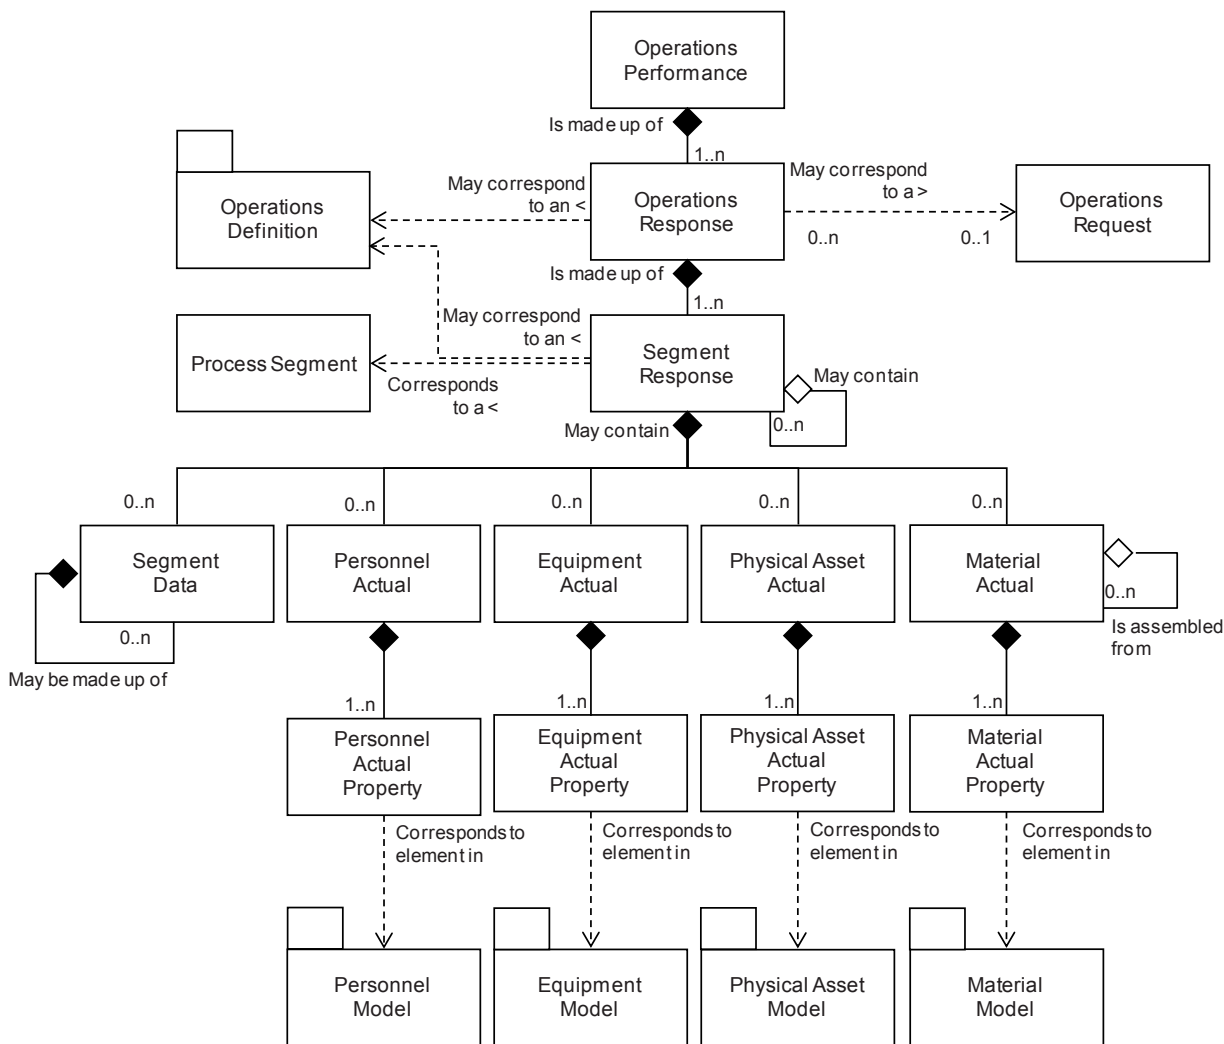 Operations
Performance
Is made up of
1..n
May correspond
to an <
Operations
Definition
Operations
Response
May correspond
to a >
0..n
0..1
Operations
Request
Is made up of
1..n
May correspond
to an <
Process Segment
Corresponds
to a <
Segment
Response
May contain
0..n
May contain
0..n
0..n
0..n
0..n
0..n
Segment
Data
Personnel
Actual
Equipment
Actual
Physical Asset
Actual
Material
Actual
0..n
May be made up of
0..n
Is assembled
from
1..n
1..n
1..n
1..n
Personnel
Actual
Property
Equipment
Actual
Property
Physical Asset
Actual
Property
Material
Actual
Property
Corresponds to
element in
Corresponds to
element in
Corresponds to
element in
Corresponds to
element in
Personnel
Model
Equipment
Model
Physical Asset
Model
Material
Model